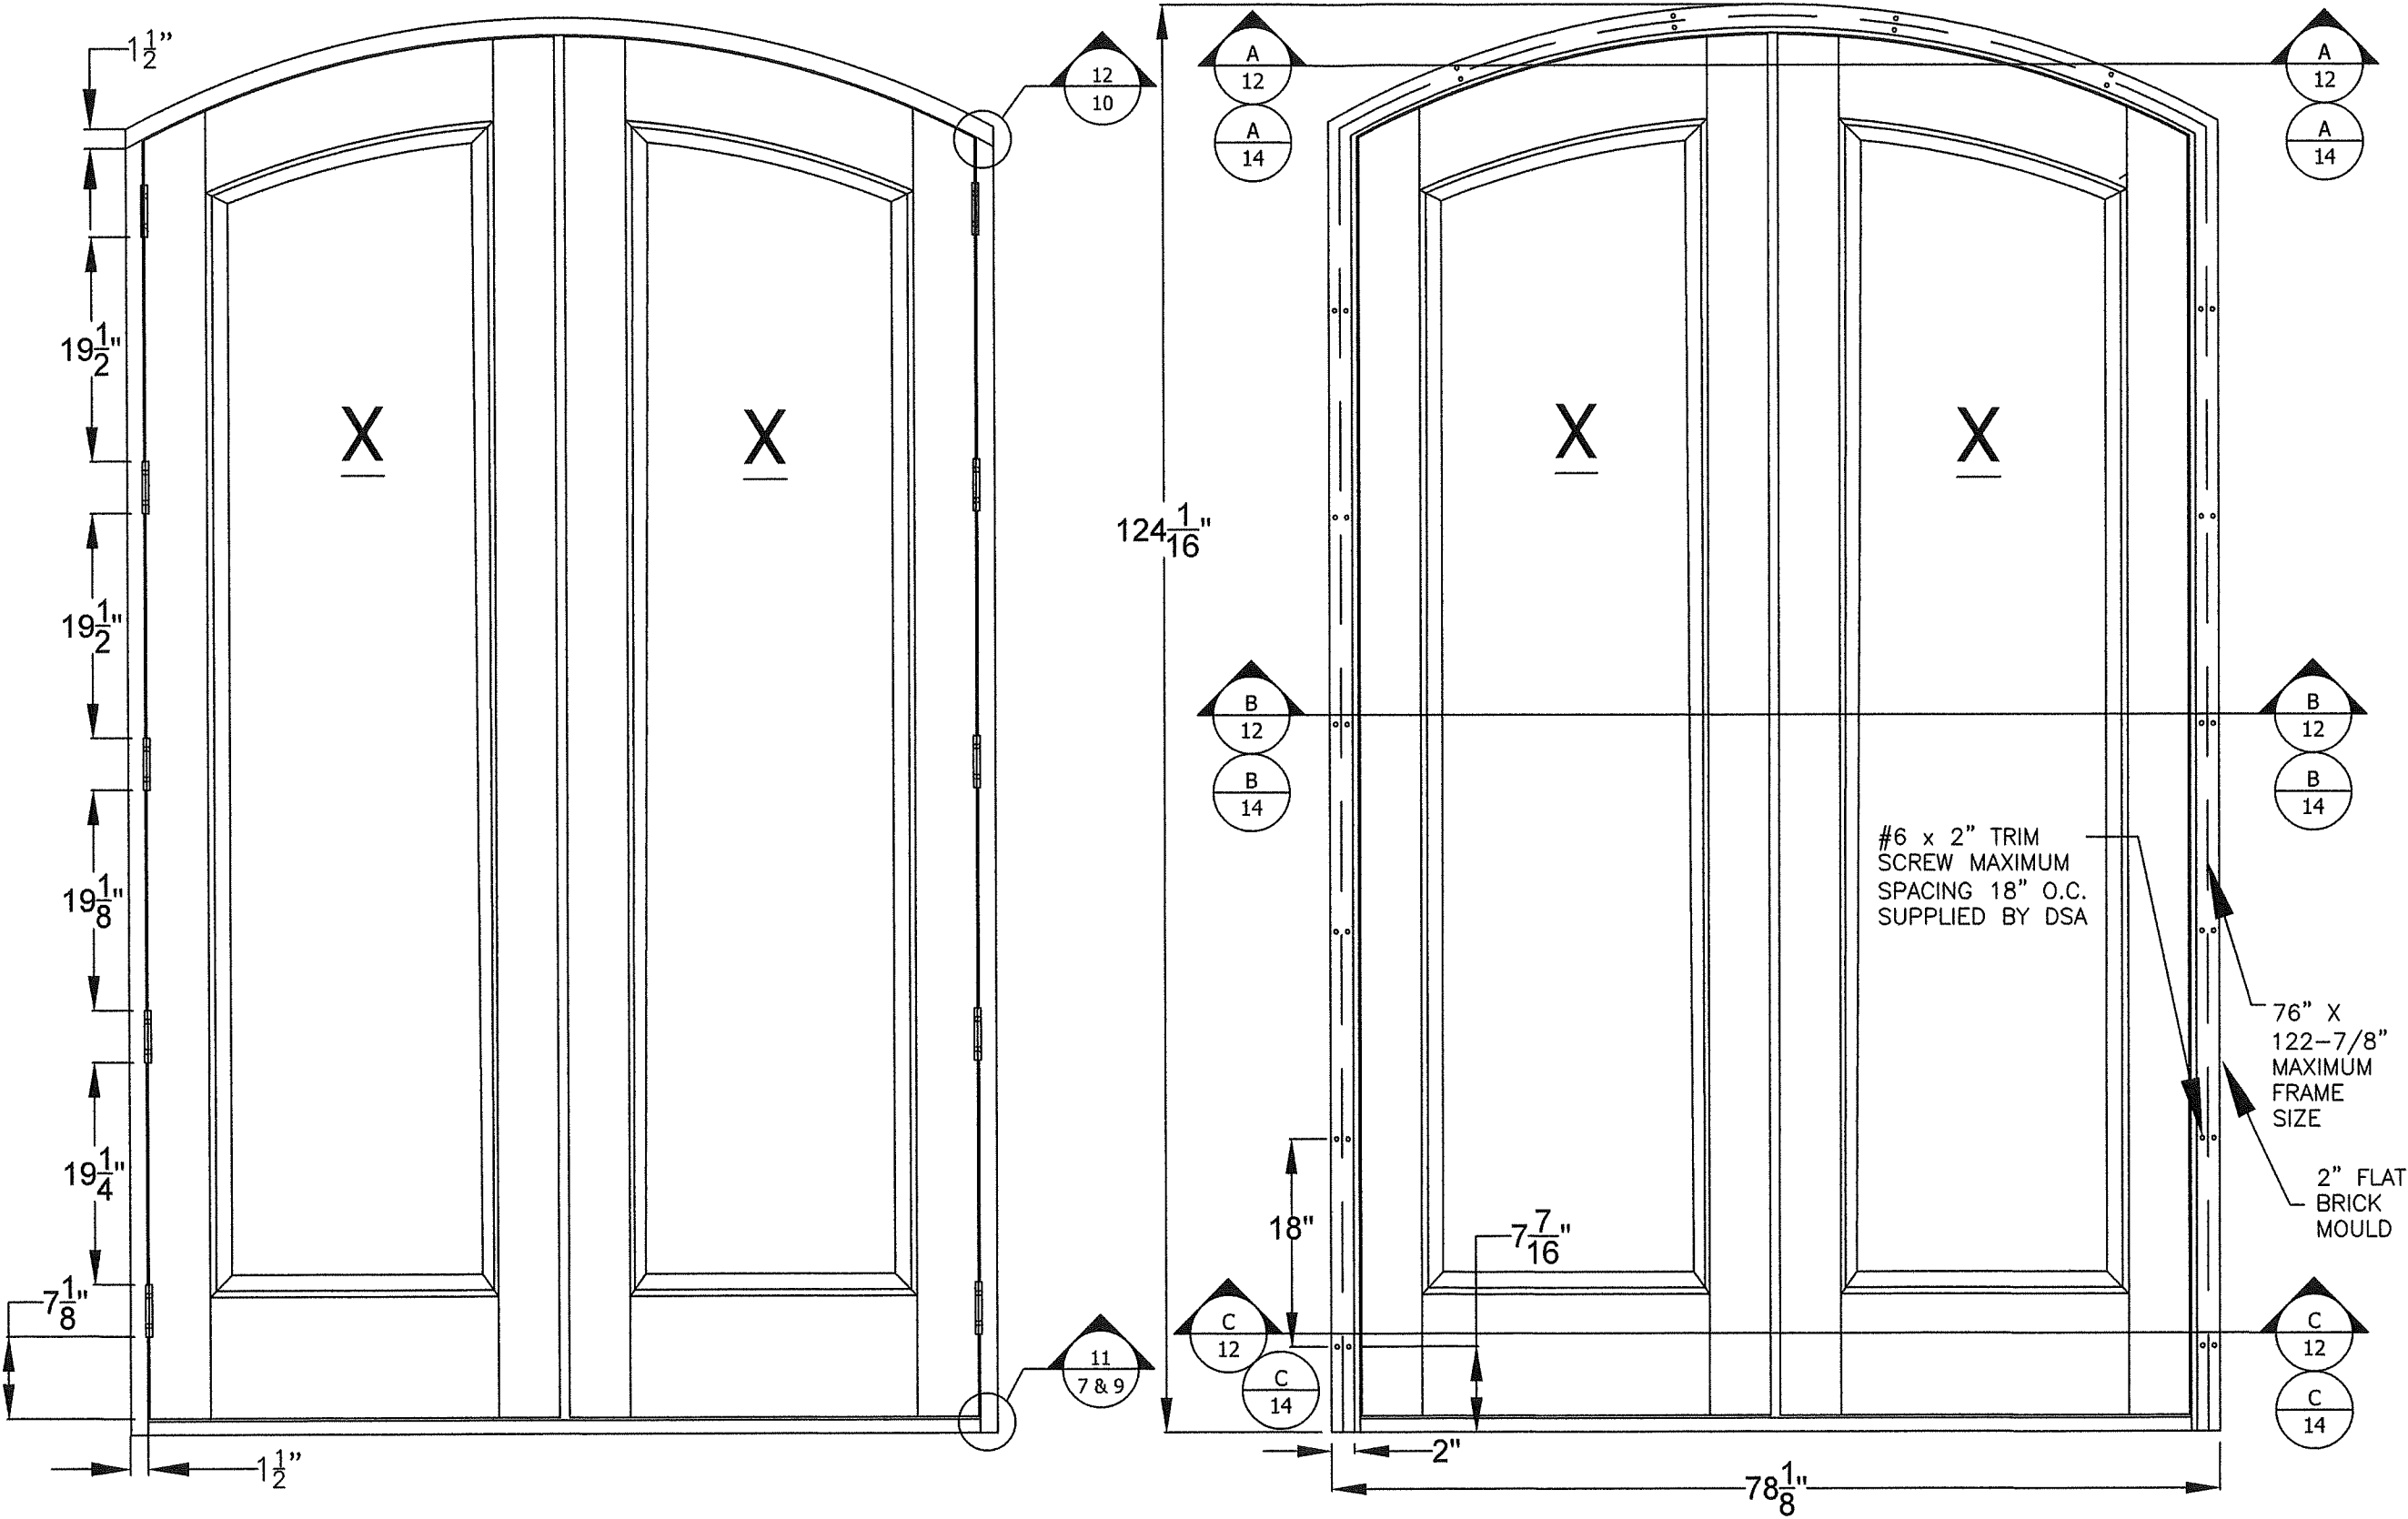 1 1/2"
12
10
19 1/2"
X
X
19 1/2"
19 1/8"
19 1/4"
7 1/8"
11
7 & 9
1 1/2"
A
12
A
14
A
12
A
14
124 1/16"
X
X
B
12
B
14
B
12
B
14
#6 x 2" TRIM
SCREW MAXIMUM
SPACING 18" O.C.
SUPPLIED BY DSA
76" X
122-7/8"
MAXIMUM
FRAME
SIZE
2" FLAT
BRICK
MOULD
18"
7 7/16"
C
12
C
14
C
12
C
14
2"
78 1/8"